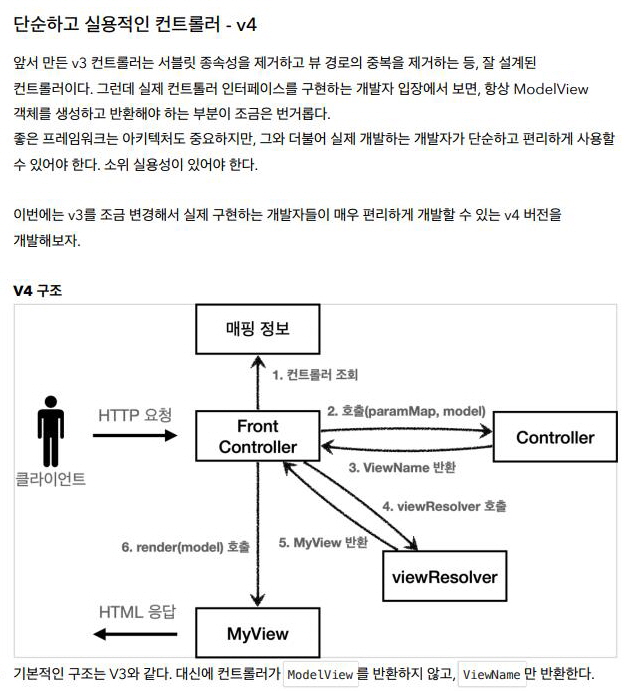 단순하고 실용적인 컨트롤러 - v4
앞서 만든 v3 컨트롤러는 서블릿 종속성을 제거하고 뷰 경로의 중복을 제거하는 등, 잘 설계된
컨트롤러이다. 그런데 실제 컨트톨러 인터페이스를 구현하는 개발자 입장에서 보면, 항상 ModelView
객체를 생성하고 반환해야 하는 부분이 조금은 번거롭다.
좋은 프레임워크는 아키텍처도 중요하지만, 그와 더불어 실제 개발하는 개발자가 단순하고 편리하게 사용할
수 있어야 한다. 소위 실용성이 있어야 한다.
이번에는 v3를 조금 변경해서 실제 구현하는 개발자들이 매우 편리하게 개발할 수 있는 v4 버전을
개발해보자.
V4 구조
매핑 정보
1. 컨트롤러 조회
HTTP 요청
클라이언트
Front
Controller
2. 호출(paramMap, model)
Controller
3. ViewName 반환
4. viewResolver 호출
5. MyView 반환
6. render(model) 호출
viewResolver
HTML 응답
MyView
기본적인 구조는 V3와 같다. 대신에 컨트롤러가 ModelView 를 반환하지 않고, ViewName 만 반환한다.